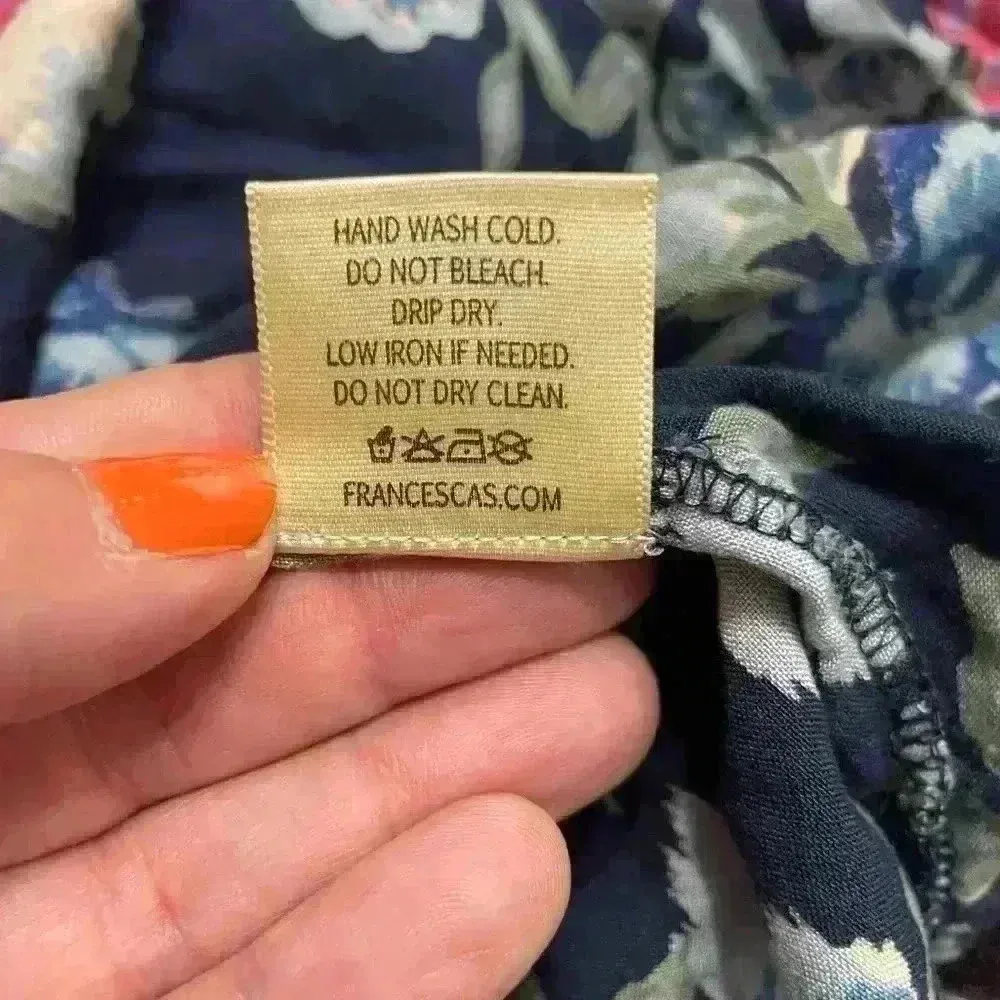 HAND WASH COLD.
DO NOT BLEACH.
DRIP DRY.
LOW IRON IF NEEDED.
DO NOT DRY CLEAN.
FRANCESCAS.COM